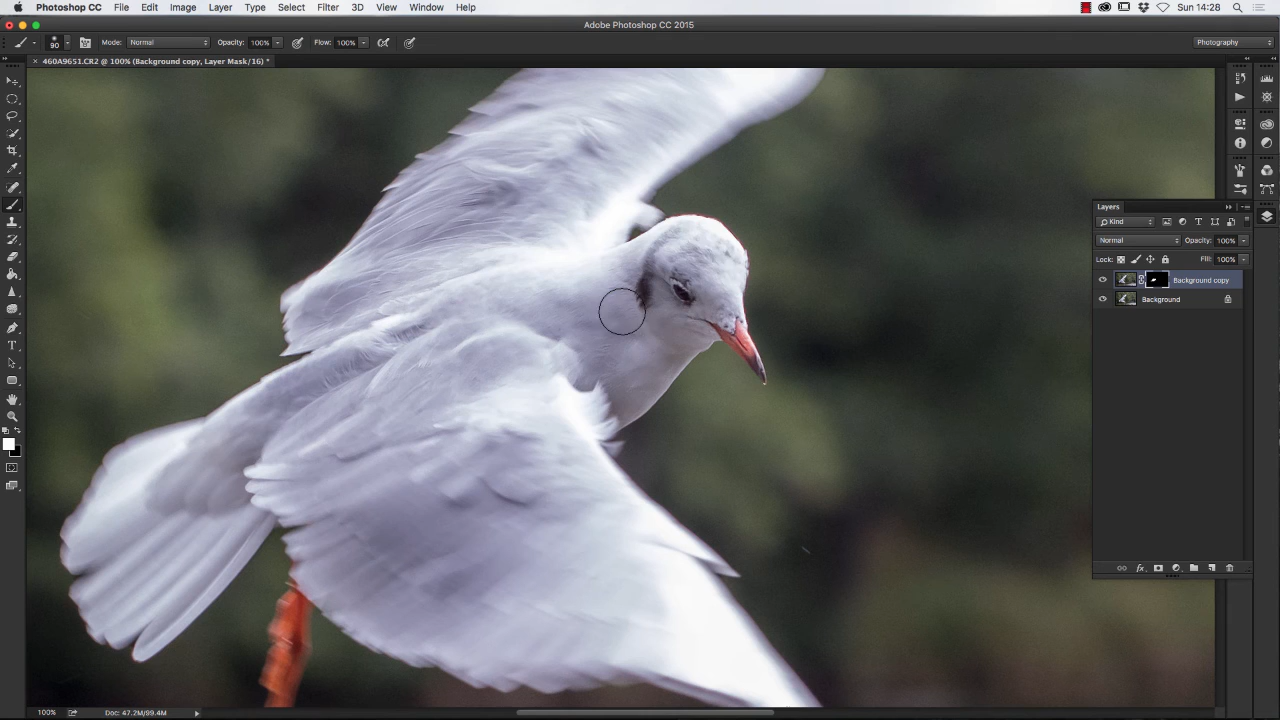 Photoshop CC File Edit Image Layer Type Select Filter 3D View Window Help Sun 14:28
Adobe Photoshop CC 2015
90 Mode: Normal Opacity: 100% Flow: 100% Photography
× 460A9651.CR2 @ 100% (Background copy, Layer Mask/16) *
Layers
Kind
Normal Opacity: 100%
Lock: Fill: 100%
Background copy
Background
fx
100% Doc: 47.2M/99.4M